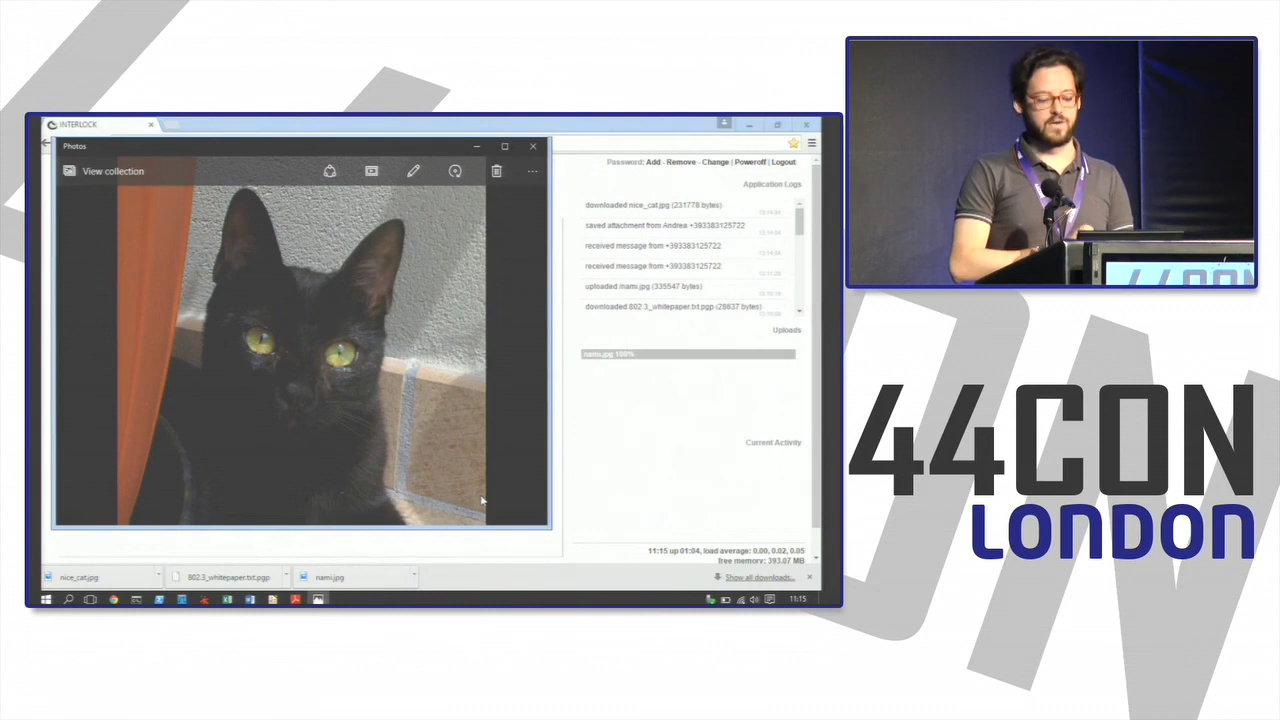 INTERLOCK
Photos
View collection
Password: Add - Remove - Change | Poweroff | Logout
Application Logs
downloaded nice_cat.jpg (231778 bytes)
saved attachment from Andrea +393383125722
received message from +393383125722
received message from +393383125722
uploaded nami.jpg (335547 bytes)
downloaded 802.3_whitepaper.txt.pgp (28637 bytes)
Uploads
nami.jpg 100%
Current Activity
11:15 up 01:04, load average: 0.00, 0.02, 0.05
free memory: 393.07 MB
nice_cat.jpg
802.3_whitepaper.txt.pgp
nami.jpg
Show all downloads...
11:15
44CON
LONDON
44CON